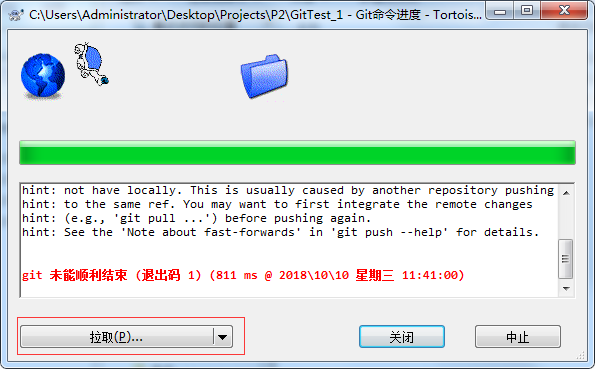 C:\Users\Administrator\Desktop\Projects\P2\GitTest_1 - Git命令进度 - Tortois...
hint: not have locally. This is usually caused by another repository pushing
hint: to the same ref. You may want to first integrate the remote changes
hint: (e.g., 'git pull ...') before pushing again.
hint: See the 'Note about fast-forwards' in 'git push --help' for details.
git 未能顺利结束 (退出码 1) (811 ms @ 2018\10\10 星期三 11:41:00)
拉取(P)...
关闭
中止